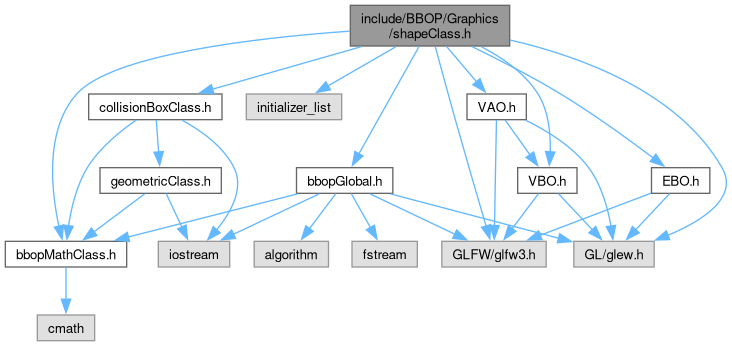 include/BBOP/Graphics
/shapeClass.h
collisionBoxClass.h
initializer_list
VAO.h
geometricClass.h
bbopGlobal.h
VBO.h
EBO.h
bbopMathClass.h
iostream
algorithm
fstream
GLFW/glfw3.h
GL/glew.h
cmath